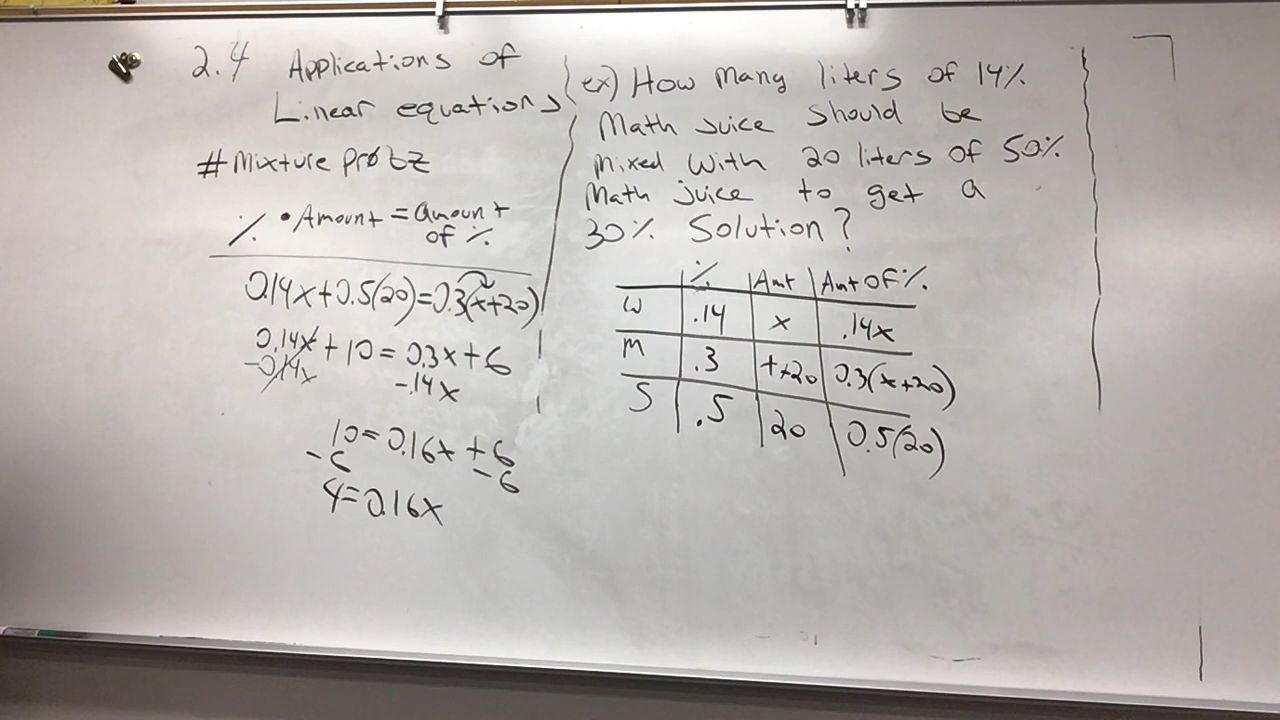 2.4 Applications of
Linear equations
#Mixture Probz
% • Amount = amount
of %
0.14x+0.5(20)=0.3(x+20)
0.14x + 10 = 0.3x + 6
-0.14x -.14x
10=0.16x + 6
-6 -6
4=0.16x
ex) How many liters of 14%
Math juice should be
mixed with 20 liters of 50%
Math juice to get a
30% Solution?
% Amt Amt OF %
W .14 x .14x
M .3 x+20 0.3(x+20)
S .5 20 0.5(20)